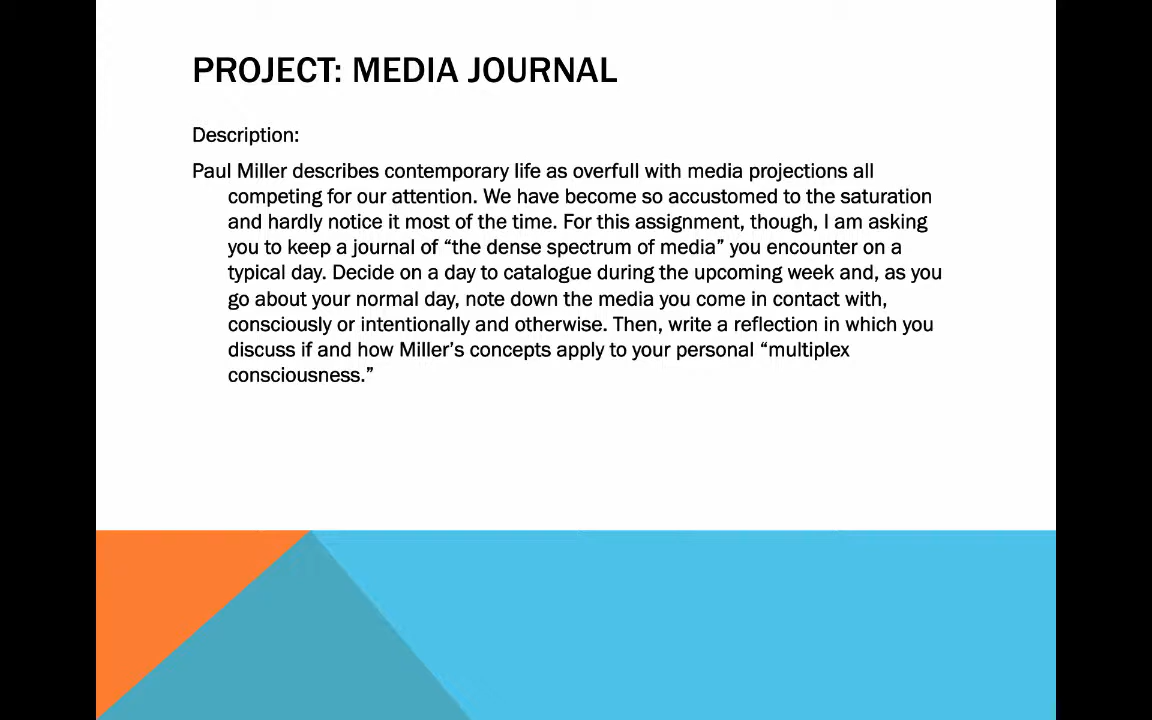 PROJECT: MEDIA JOURNAL
Description:
Paul Miller describes contemporary life as overfull with media projections all
competing for our attention. We have become so accustomed to the saturation
and hardly notice it most of the time. For this assignment, though, I am asking
you to keep a journal of “the dense spectrum of media” you encounter on a
typical day. Decide on a day to catalogue during the upcoming week and, as you
go about your normal day, note down the media you come in contact with,
consciously or intentionally and otherwise. Then, write a reflection in which you
discuss if and how Miller’s concepts apply to your personal “multiplex
consciousness.”